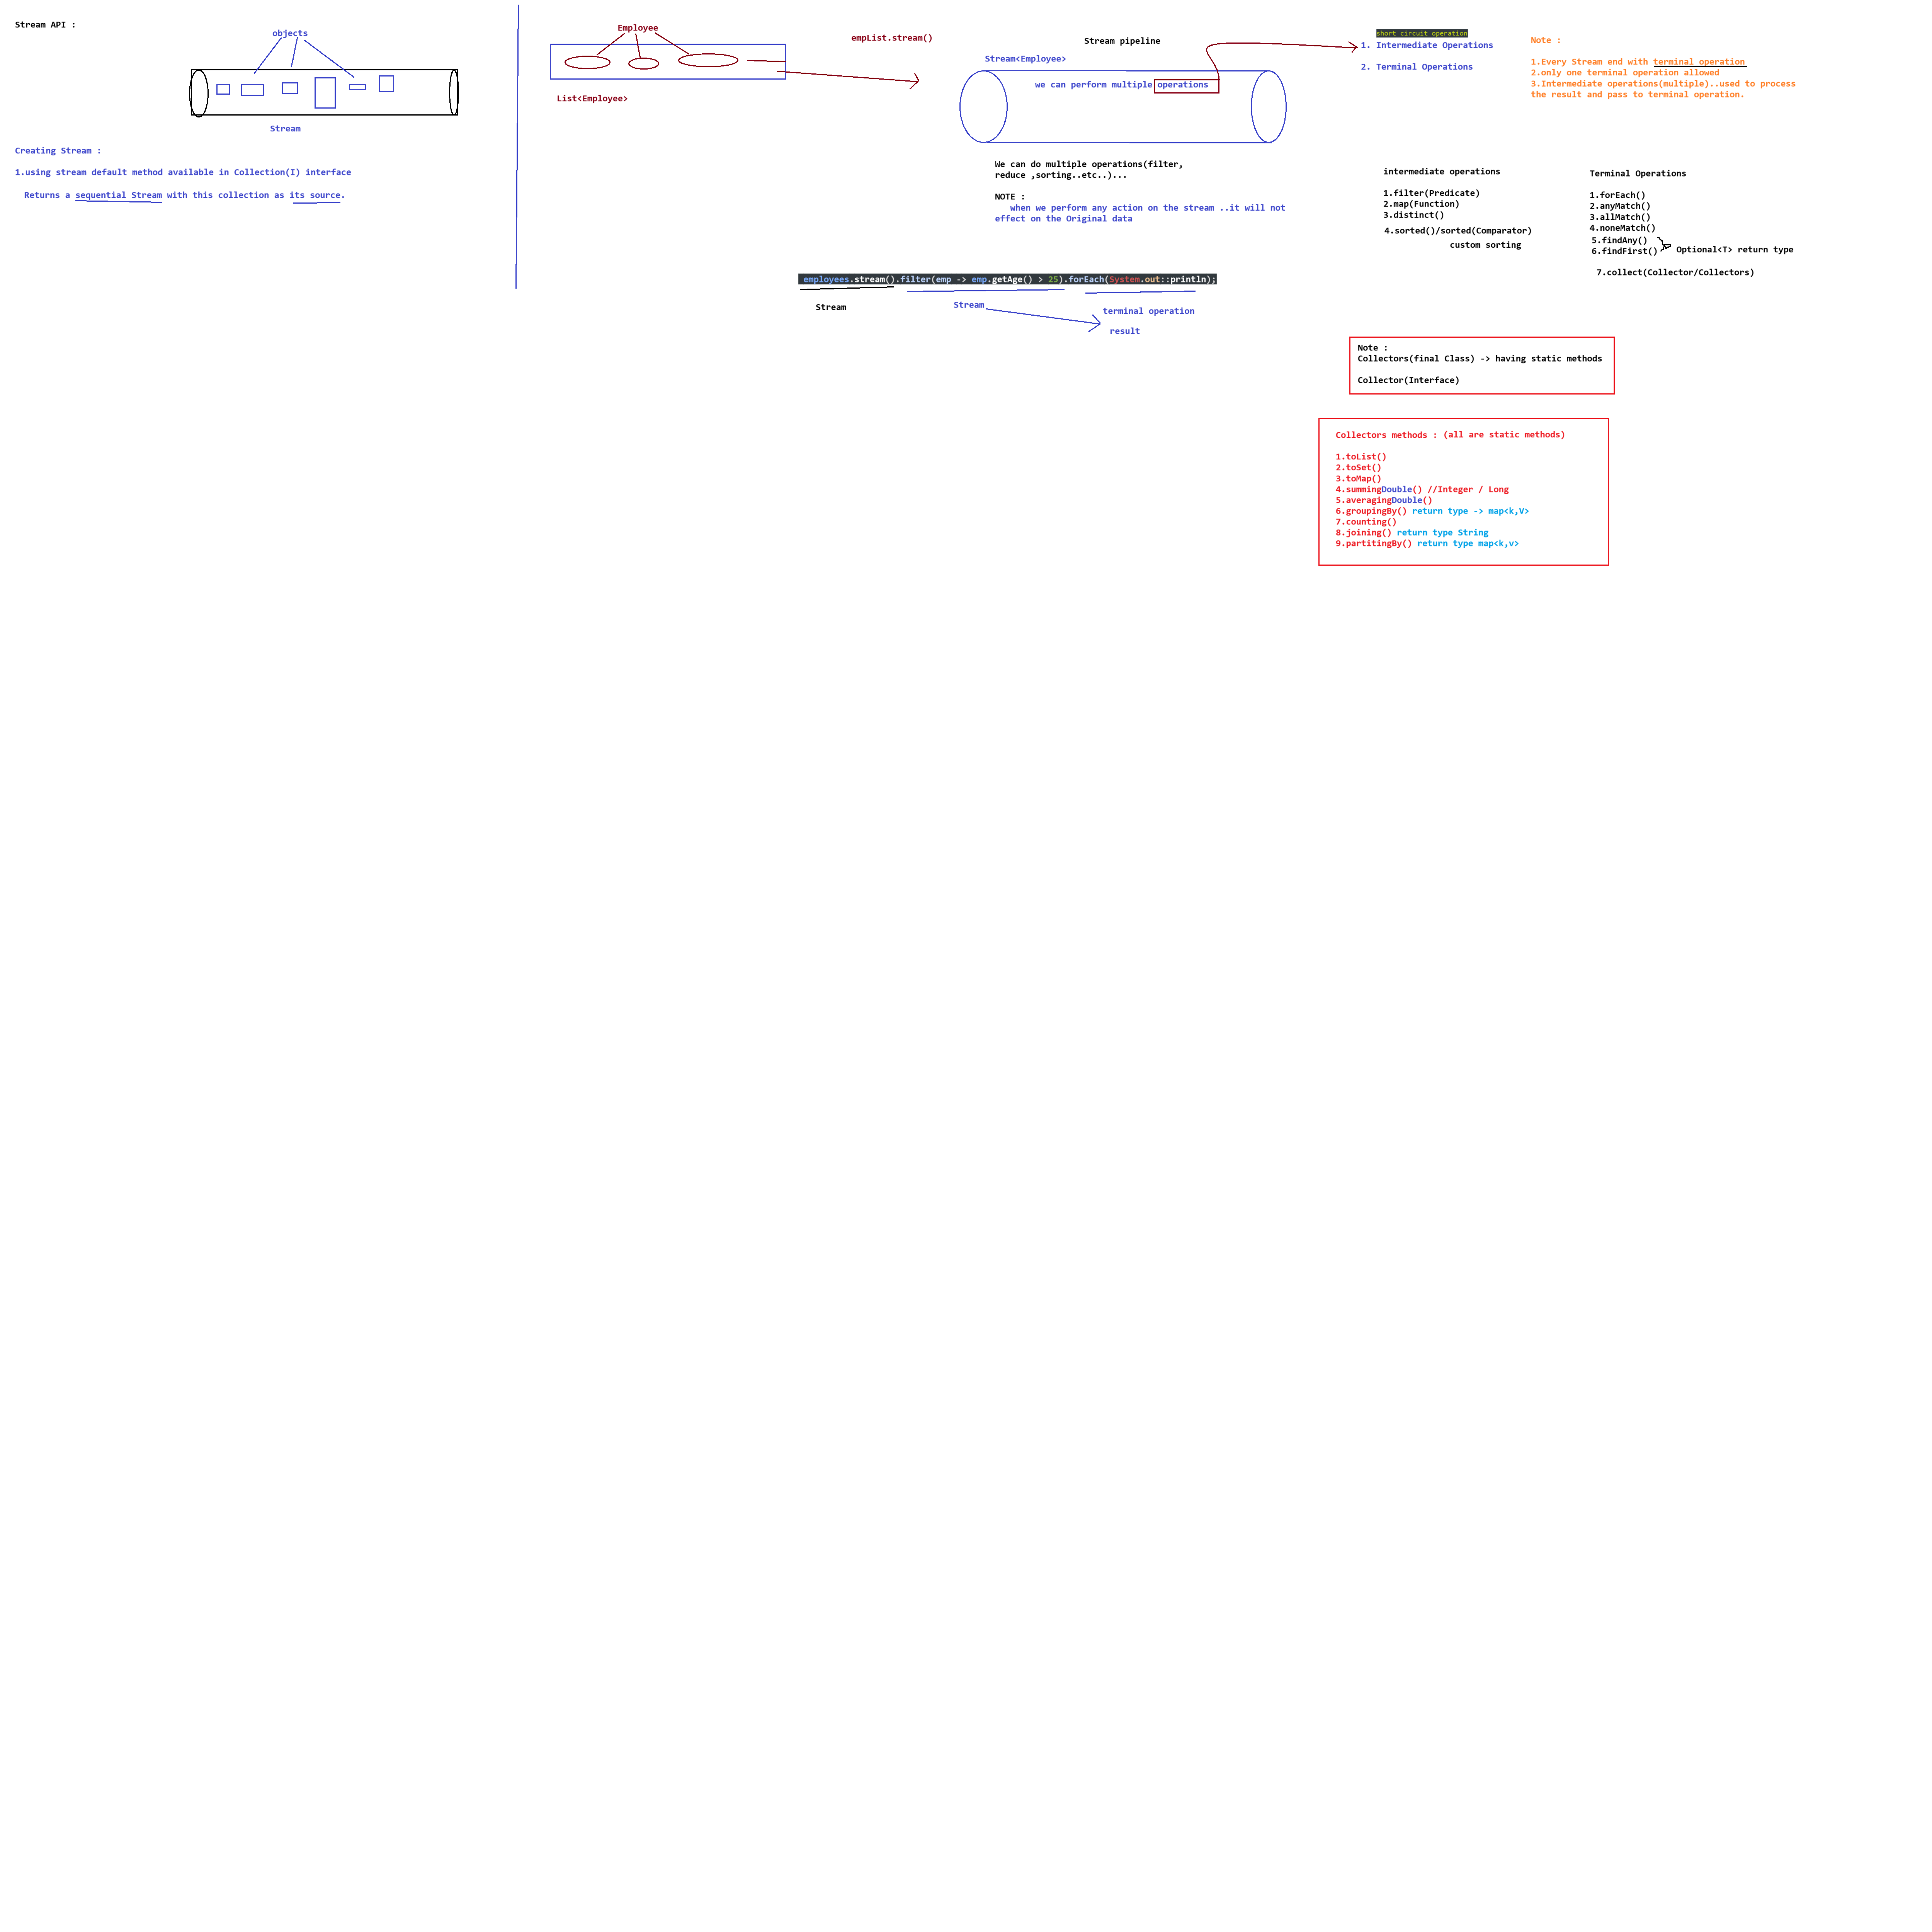 Stream API :
objects
Stream
Creating Stream :
1.using stream default method available in Collection(I) interface
Returns a sequential Stream with this collection as its source.
Employee
List<Employee>
empList.stream()
Stream pipeline
Stream<Employee>
we can perform multiple operations
We can do multiple operations(filter,
reduce ,sorting..etc..)...
NOTE :
when we perform any action on the stream ..it will not
effect on the Original data
employees.stream().filter(emp -> emp.getAge() > 25).forEach(System.out::println);
Stream
Stream
terminal operation
result
short circuit operation
1. Intermediate Operations
2. Terminal Operations
Note :
1.Every Stream end with terminal operation
2.only one terminal operation allowed
3.Intermediate operations(multiple)..used to process
the result and pass to terminal operation.
intermediate operations
1.filter(Predicate)
2.map(Function)
3.distinct()
4.sorted()/sorted(Comparator)
custom sorting
Terminal Operations
1.forEach()
2.anyMatch()
3.allMatch()
4.noneMatch()
5.findAny()
6.findFirst()
Optional<T> return type
7.collect(Collector/Collectors)
Note :
Collectors(final Class) -> having static methods
Collector(Interface)
Collectors methods : (all are static methods)
1.toList()
2.toSet()
3.toMap()
4.summingDouble() //Integer / Long
5.averagingDouble()
6.groupingBy() return type -> map<k,V>
7.counting()
8.joining() return type String
9.partitingBy() return type map<k,v>